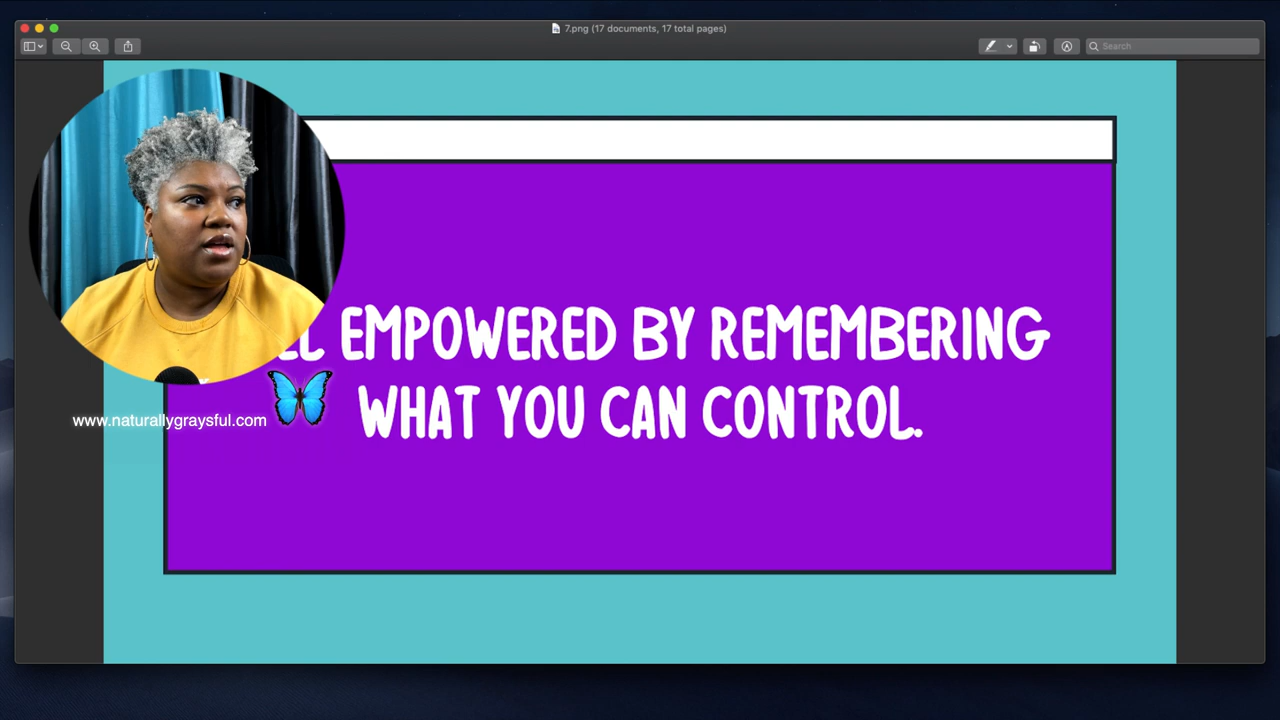 7.png (17 documents, 17 total pages)
Search
EMPOWERED BY REMEMBERING
WHAT YOU CAN CONTROL.
www.naturallygraysful.com